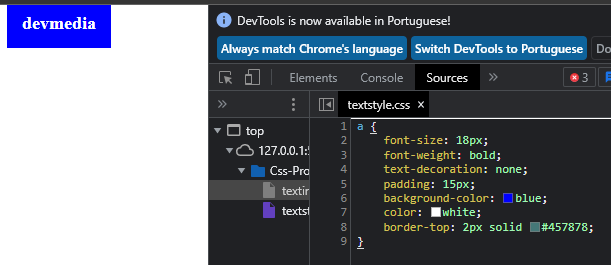 devmedia
DevTools is now available in Portuguese!
Always match Chrome's language Switch DevTools to Portuguese Do
Elements Console Sources » 3
» textstyle.css ×
top
127.0.0.1:5
Css-Pro
textin
textst
1 a {
2 font-size: 18px;
3 font-weight: bold;
4 text-decoration: none;
5 padding: 15px;
6 background-color: blue;
7 color: white;
8 border-top: 2px solid #457878;
9 }